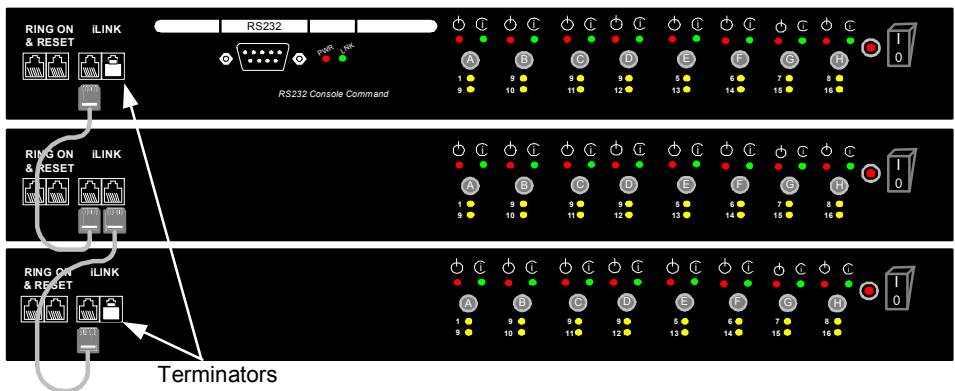 RING ON iLINK
& RESET
RS232
PWR LNK
RS232 Console Command
A B C D E F G H
1 9 9 9 5 6 7 8
9 10 11 12 13 14 15 16
I
0
RING ON iLINK
& RESET
A B C D E F G H
1 9 9 9 5 6 7 8
9 10 11 12 13 14 15 16
I
0
RING ON iLINK
& RESET
A B C D E F G H
1 9 9 9 5 6 7 8
9 10 11 12 13 14 15 16
I
0
Terminators